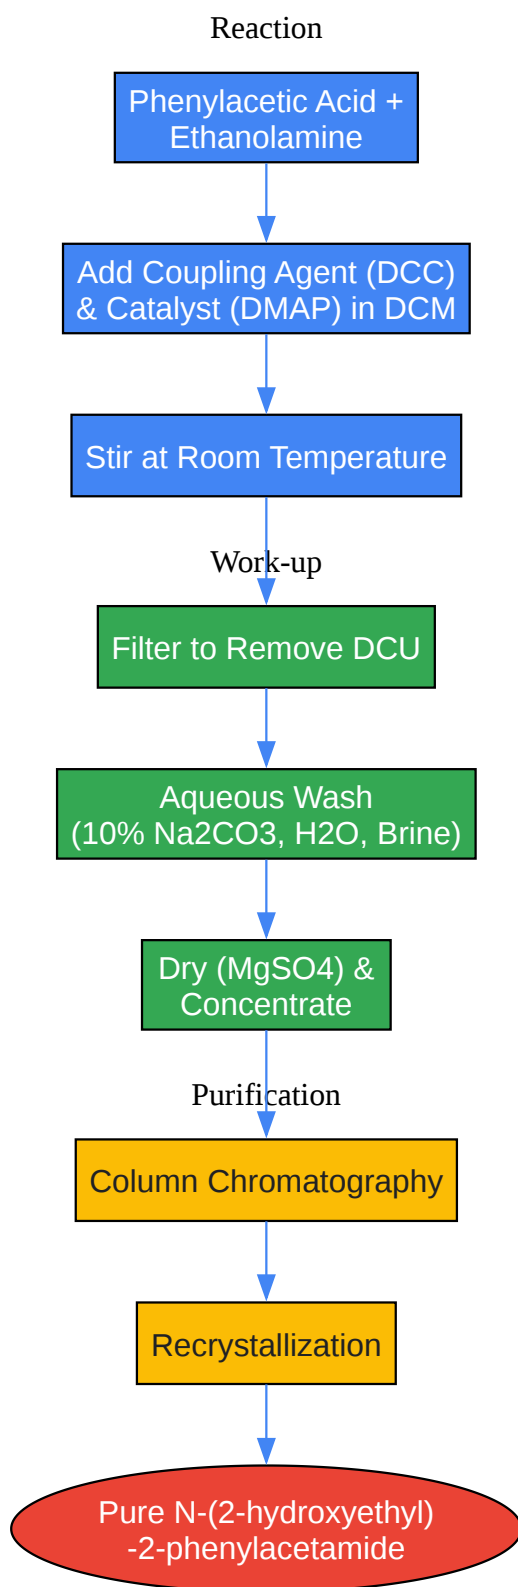 Reaction
Phenylacetic Acid +
Ethanolamine
Add Coupling Agent (DCC)
& Catalyst (DMAP) in DCM
Stir at Room Temperature
Work-up
Filter to Remove DCU
Aqueous Wash
(10% Na2CO3, H2O, Brine)
Dry (MgSO4) &
Concentrate
Purification
Column Chromatography
Recrystallization
Pure N-(2-hydroxyethyl)
-2-phenylacetamide